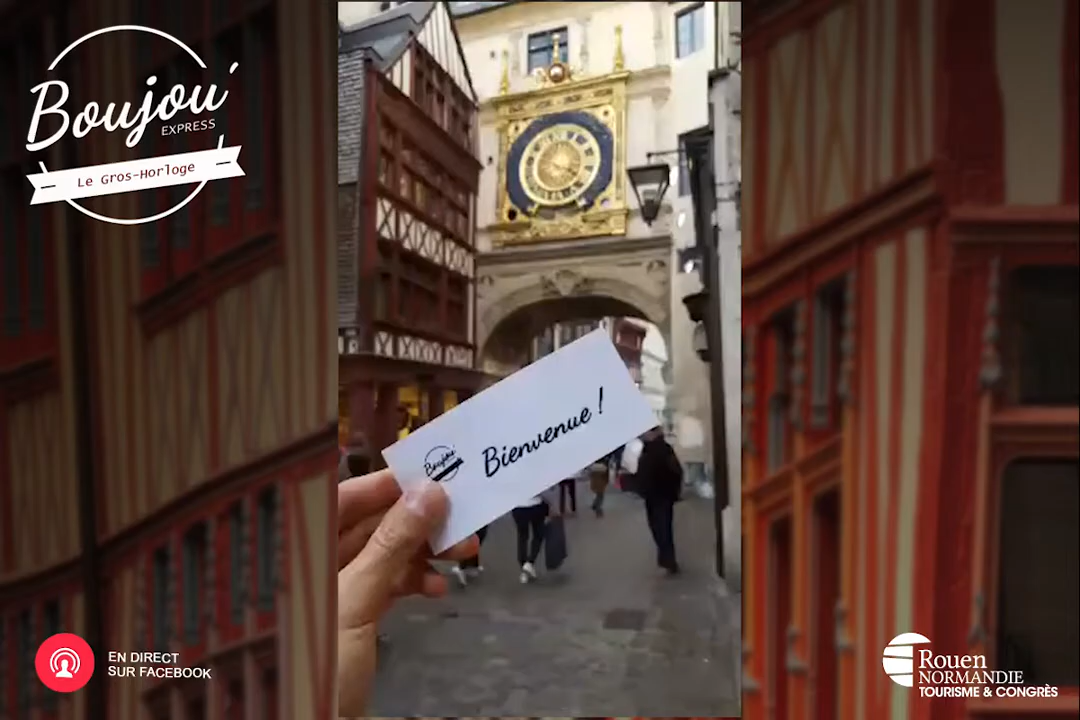 Boujou'
EXPRESS
Le Gros-Horloge
Boujou'
Bienvenue !
EN DIRECT
SUR FACEBOOK
Rouen
NORMANDIE
TOURISME & CONGRÈS